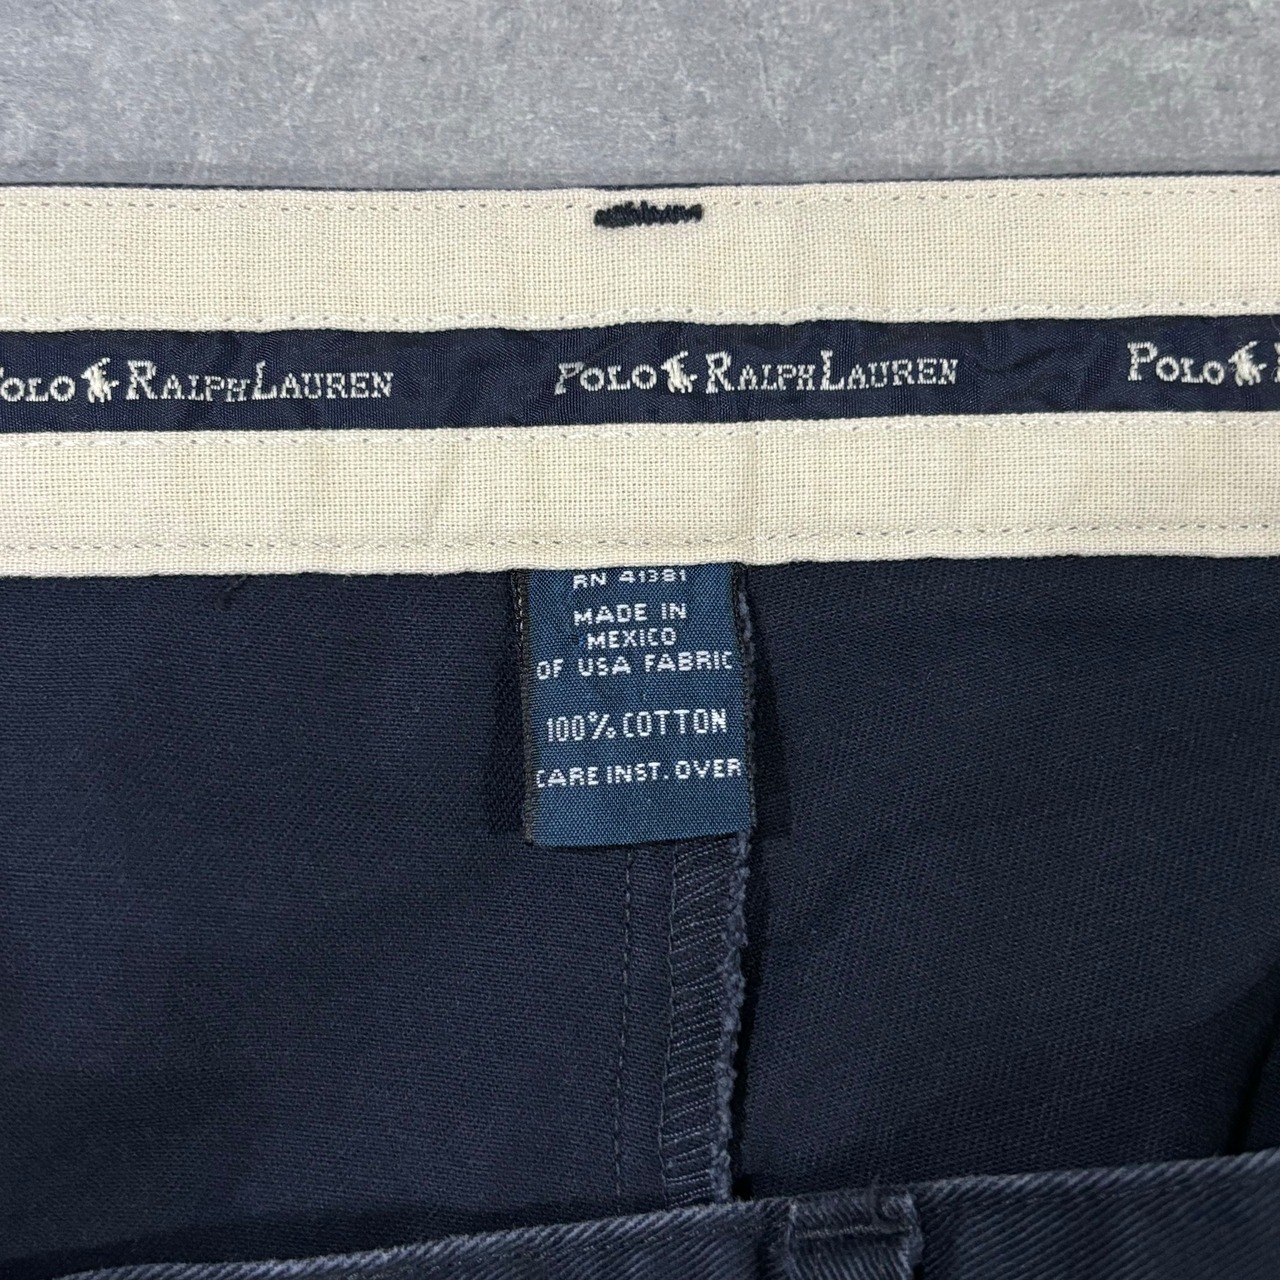 POLO RALPH LAUREN POLO RALPH LAUREN POLO
RN 41381
MADE IN
MEXICO
OF USA FABRIC
100% COTTON
CARE INST. OVER